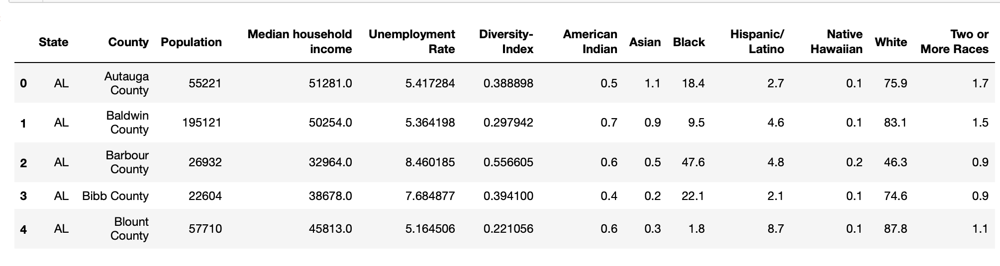 State County Population Median household income Unemployment Rate Diversity-Index American Indian Asian Black Hispanic/Latino Native Hawaiian White Two or More Races
0 AL Autauga County 55221 51281.0 5.417284 0.388898 0.5 1.1 18.4 2.7 0.1 75.9 1.7
1 AL Baldwin County 195121 50254.0 5.364198 0.297942 0.7 0.9 9.5 4.6 0.1 83.1 1.5
2 AL Barbour County 26932 32964.0 8.460185 0.556605 0.6 0.5 47.6 4.8 0.2 46.3 0.9
3 AL Bibb County 22604 38678.0 7.684877 0.394100 0.4 0.2 22.1 2.1 0.1 74.6 0.9
4 AL Blount County 57710 45813.0 5.164506 0.221056 0.6 0.3 1.8 8.7 0.1 87.8 1.1